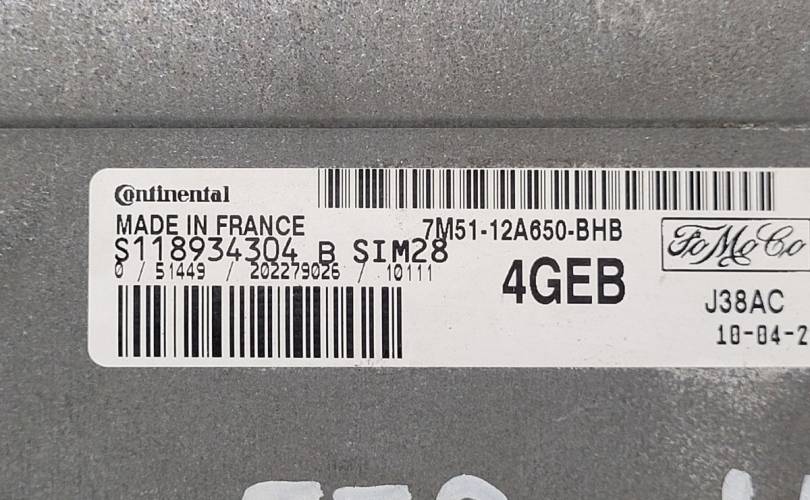 Continental
MADE IN FRANCE
7M51-12A650-BHB
FoMoCo
S118934304 B SIM28
0 / 51449 / 202279026 / 10111
4GEB
J38AC
10-04-2